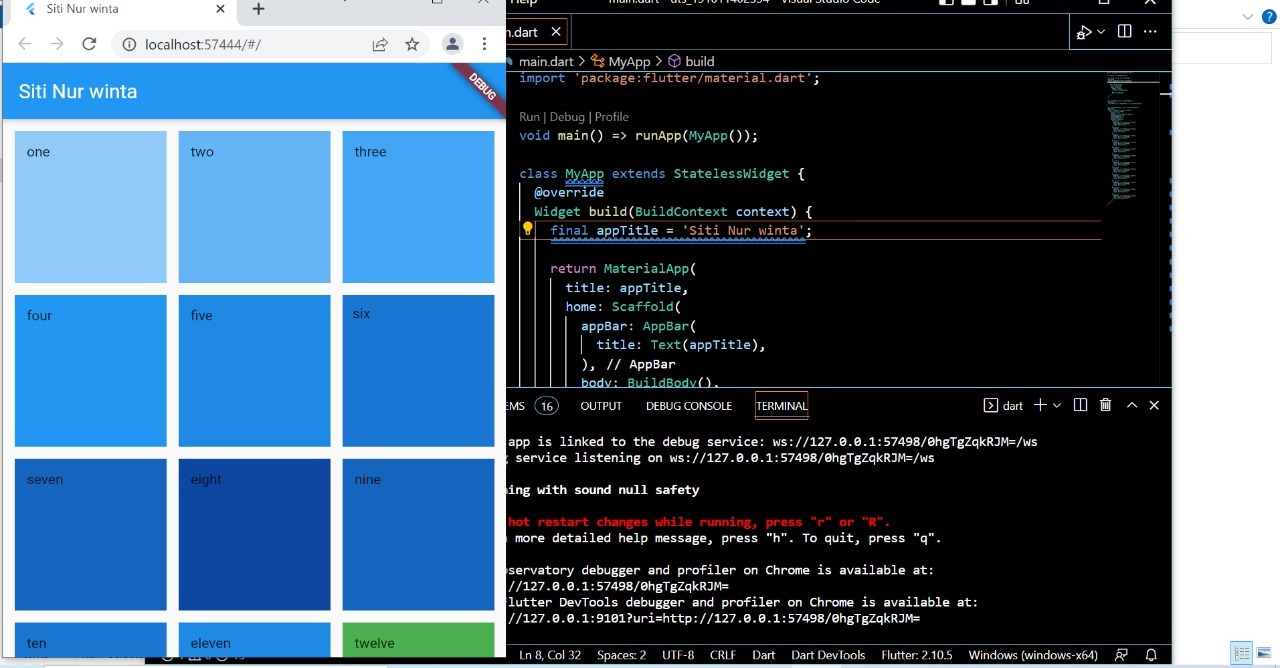 Siti Nur winta
localhost:57444/#/
Siti Nur winta
DEBUG
one
two
three
four
five
six
seven
eight
nine
ten
eleven
twelve
main.dart > MyApp > build
import 'package:flutter/material.dart';
Run | Debug | Profile
void main() => runApp(MyApp());
class MyApp extends StatelessWidget {
@override
Widget build(BuildContext context) {
final appTitle = 'Siti Nur winta';
return MaterialApp(
title: appTitle,
home: Scaffold(
appBar: AppBar(
title: Text(appTitle),
), // AppBar
body: BuildBody(),
EMS 16 OUTPUT DEBUG CONSOLE TERMINAL
dart
app is linked to the debug service: ws://127.0.0.1:57498/0hgTgZqkRJM=/ws
service listening on ws://127.0.0.1:57498/0hgTgZqkRJM=/ws
ing with sound null safety
hot restart changes while running, press "r" or "R".
more detailed help message, press "h". To quit, press "q".
servatory debugger and profiler on Chrome is available at:
//127.0.0.1:57498/0hgTgZqkRJM=
lutter DevTools debugger and profiler on Chrome is available at:
//127.0.0.1:9101?uri=http://127.0.0.1:57498/0hgTgZqkRJM=
Ln 8, Col 32 Spaces: 2 UTF-8 CRLF Dart Dart DevTools Flutter: 2.10.5 Windows (windows-x64)